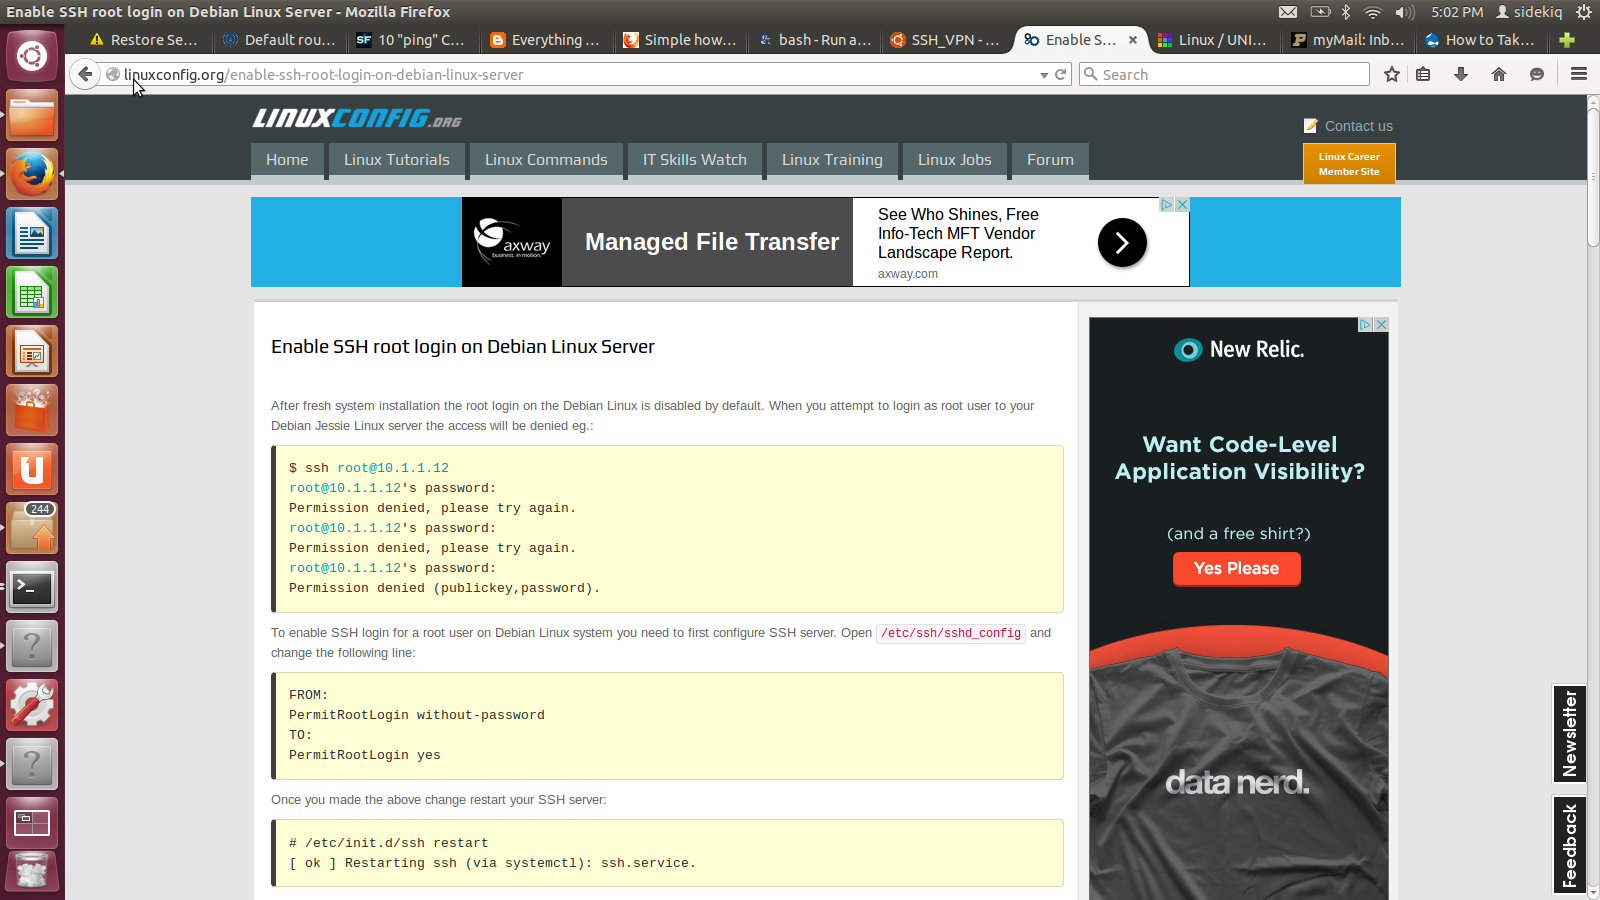 Enable SSH root login on Debian Linux Server - Mozilla Firefox
5:02 PM
sidekiq
Restore Se...
Default rou...
10 "ping" C...
Everything ...
Simple how...
bash - Run a...
SSH_VPN - ...
Enable S...
Linux / UNI...
myMail: Inb...
How to Tak...
linuxconfig.org/enable-ssh-root-login-on-debian-linux-server
Search
LINUXCONFIG.ORG
Contact us
Home
Linux Tutorials
Linux Commands
IT Skills Watch
Linux Training
Linux Jobs
Forum
Linux Career
Member Site
axway
business. in motion.
Managed File Transfer
See Who Shines, Free
Info-Tech MFT Vendor
Landscape Report.
axway.com
Enable SSH root login on Debian Linux Server
After fresh system installation the root login on the Debian Linux is disabled by default. When you attempt to login as root user to your
Debian Jessie Linux server the access will be denied eg.:
$ ssh root@10.1.1.12
root@10.1.1.12's password:
Permission denied, please try again.
root@10.1.1.12's password:
Permission denied, please try again.
root@10.1.1.12's password:
Permission denied (publickey,password).
To enable SSH login for a root user on Debian Linux system you need to first configure SSH server. Open /etc/ssh/sshd_config and
change the following line:
FROM:
PermitRootLogin without-password
TO:
PermitRootLogin yes
Once you made the above change restart your SSH server:
# /etc/init.d/ssh restart
[ ok ] Restarting ssh (via systemctl): ssh.service.
New Relic.
Want Code-Level
Application Visibility?
(and a free shirt?)
Yes Please
data nerd.
Newsletter
Feedback
244